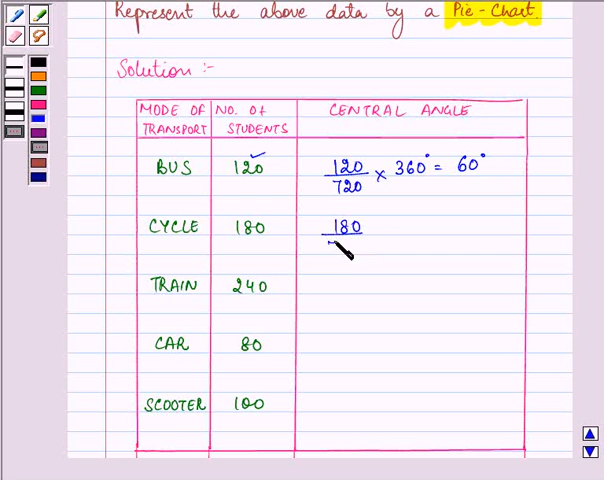 Represent the above data by a Pie - Chart.
Solution :-
MODE OF TRANSPORT NO. OF STUDENTS CENTRAL ANGLE
BUS 120 120/720 × 360° = 60°
CYCLE 180 180
TRAIN 240
CAR 80
SCOOTER 100